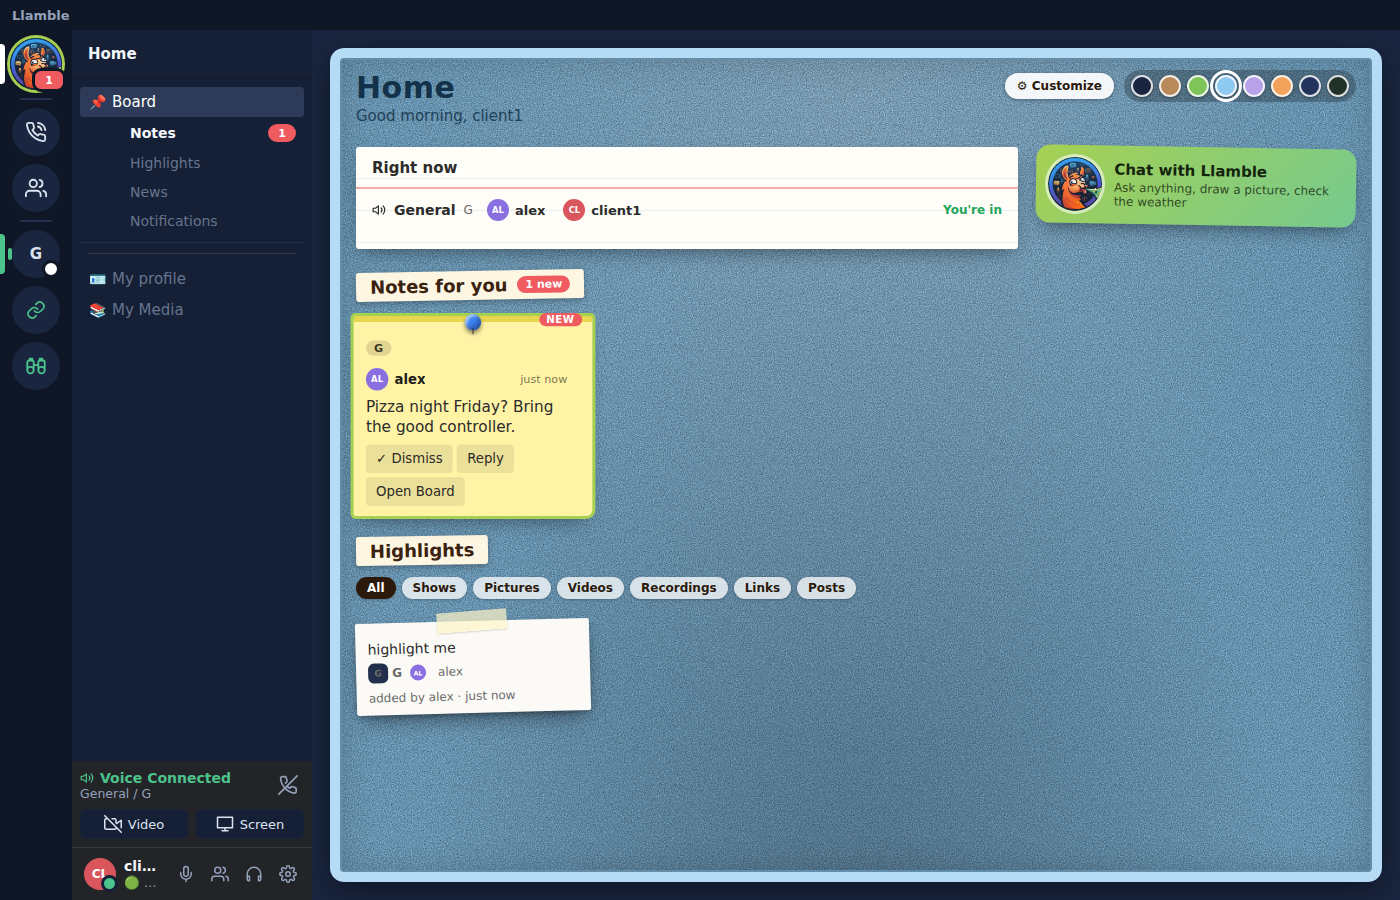 Llamble
1
Home
Board
Notes
1
Highlights
News
Notifications
My profile
My Media
G
Voice Connected
General / G
Video
Screen
CL
cli...
...
Home
Good morning, client1
Customize
Right now
General G AL alex CL client1
You're in
Chat with Llamble
Ask anything, draw a picture, check
the weather
Notes for you
1 new
NEW
G
AL alex
just now
Pizza night Friday? Bring
the good controller.
✓ Dismiss
Reply
Open Board
Highlights
All
Shows
Pictures
Videos
Recordings
Links
Posts
highlight me
G G AL alex
added by alex · just now